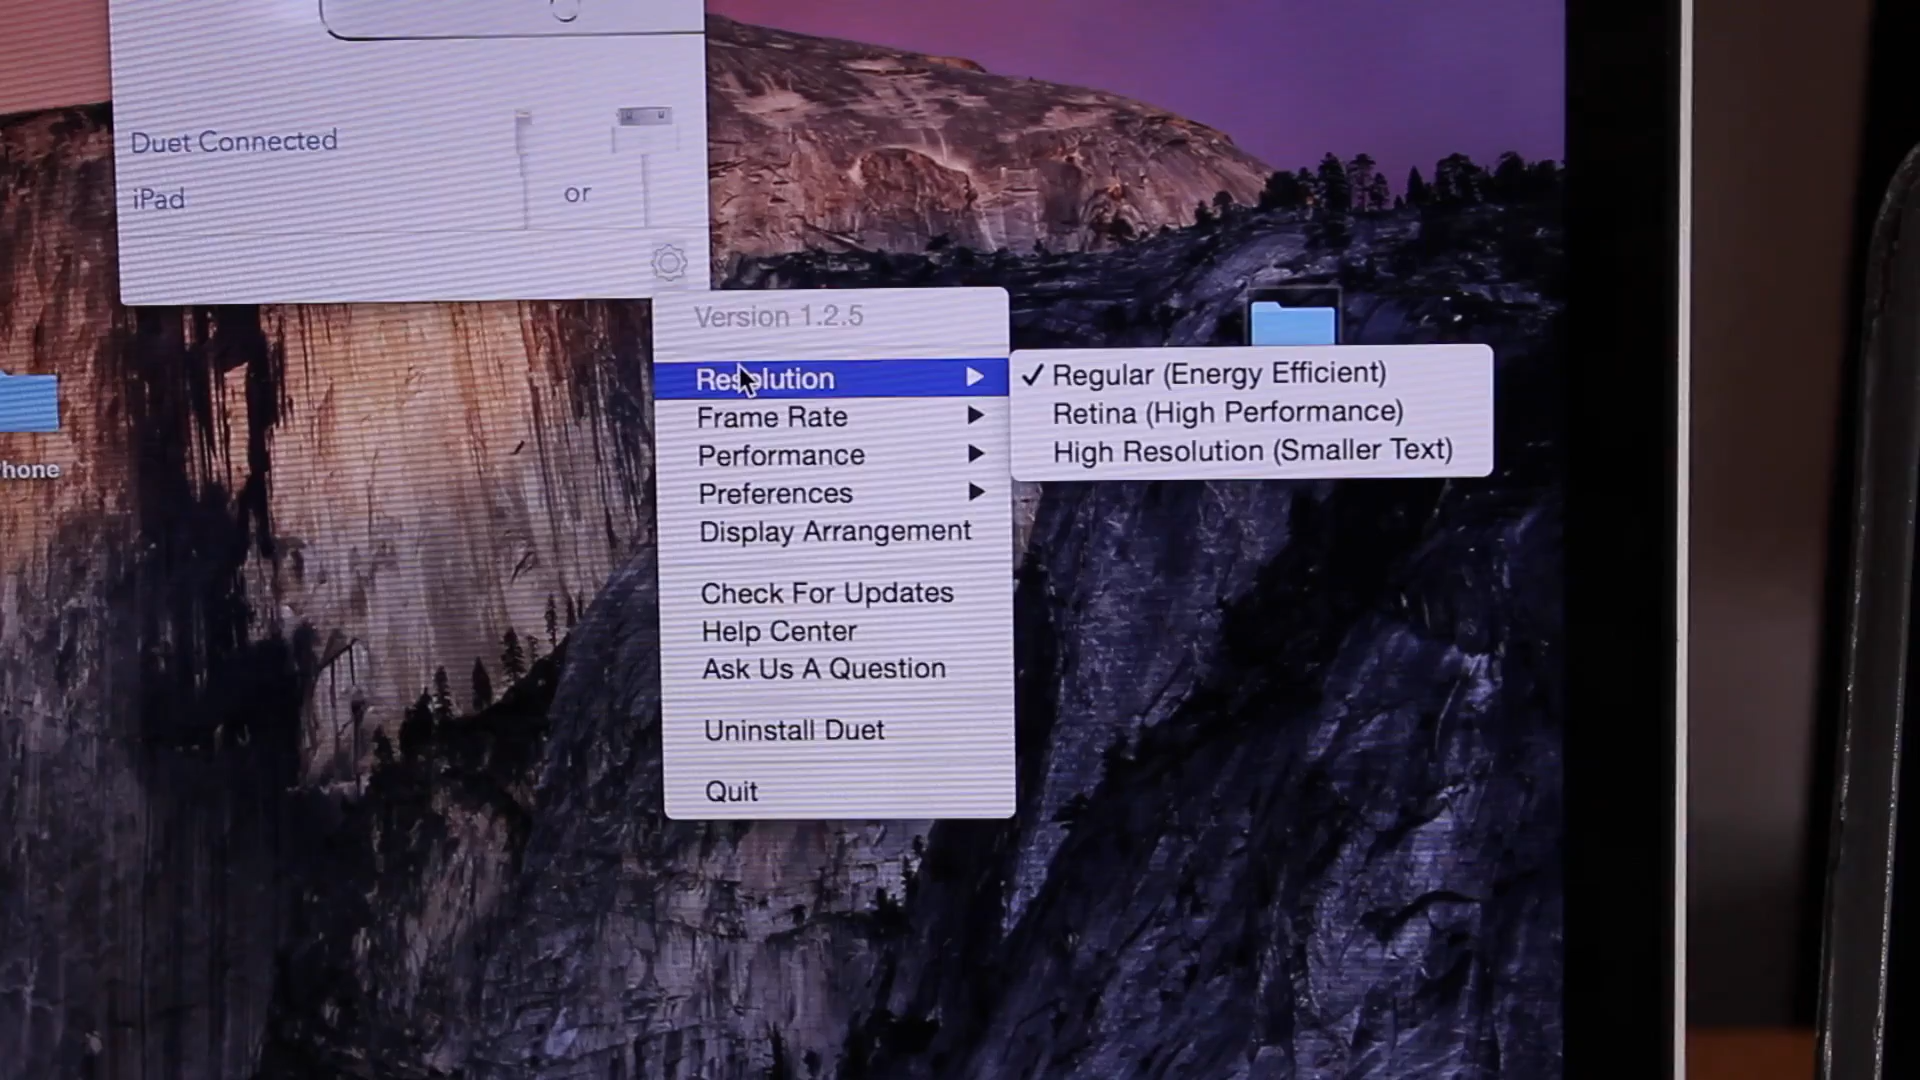 Duet Connected
iPad
or
Version 1.2.5
Resolution
Frame Rate
Performance
Preferences
Display Arrangement
Check For Updates
Help Center
Ask Us A Question
Uninstall Duet
Quit
Regular (Energy Efficient)
Retina (High Performance)
High Resolution (Smaller Text)
hone